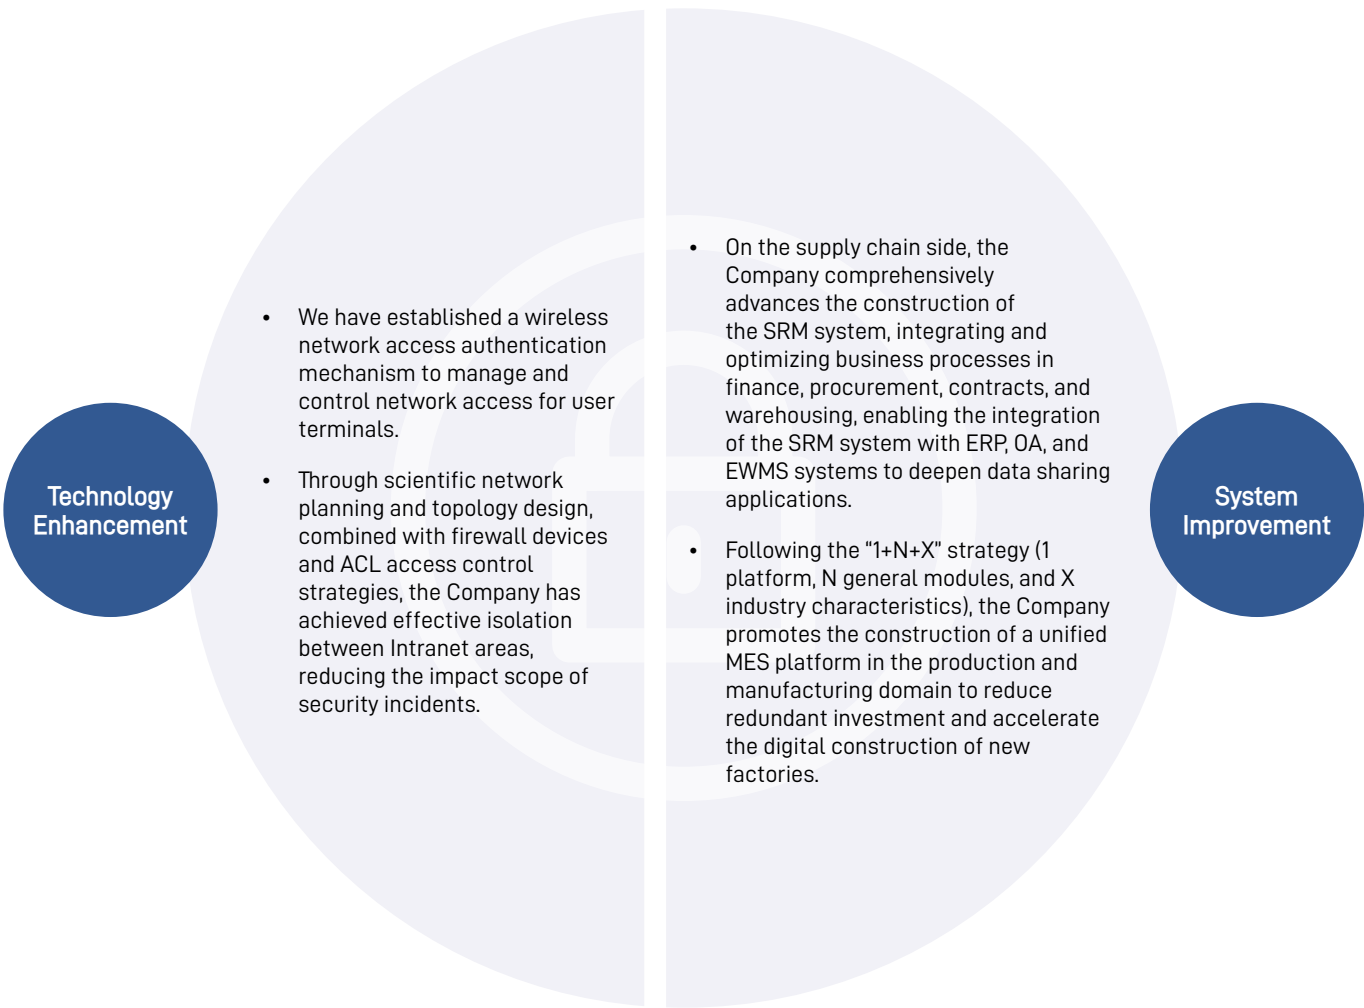 Technology
Enhancement
• We have established a wireless
network access authentication
mechanism to manage and
control network access for user
terminals.
• Through scientific network
planning and topology design,
combined with firewall devices
and ACL access control
strategies, the Company has
achieved effective isolation
between Intranet areas,
reducing the impact scope of
security incidents.
• On the supply chain side, the
Company comprehensively
advances the construction of
the SRM system, integrating and
optimizing business processes in
finance, procurement, contracts, and
warehousing, enabling the integration
of the SRM system with ERP, OA, and
EWMS systems to deepen data sharing
applications.
• Following the “1+N+X” strategy (1
platform, N general modules, and X
industry characteristics), the Company
promotes the construction of a unified
MES platform in the production and
manufacturing domain to reduce
redundant investment and accelerate
the digital construction of new
factories.
System
Improvement